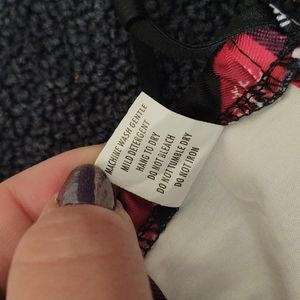 MACHINE WASH GENTLE
MILD DETERGENT
HANG TO DRY
DO NOT BLEACH
DO NOT TUMBLE DRY
DO NOT IRON